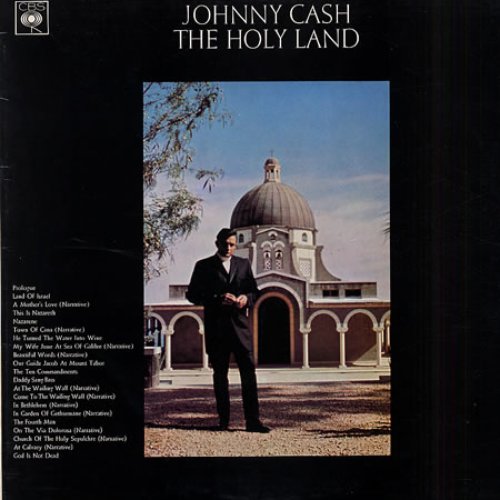 CBS
JOHNNY CASH
THE HOLY LAND
Prologue
Land Of Israel
A Mother's Love (Narrative)
This Is Nazareth
Nazarene
Town Of Cana (Narrative)
He Turned The Water Into Wine
My Wife June At Sea Of Galilee (Narrative)
Beautiful Words (Narrative)
Our Guide Jacob At Mount Tabor
The Ten Commandments
Daddy Sang Bass
At The Wailing Wall (Narrative)
Come To The Wailing Wall (Narrative)
In Bethlehem (Narrative)
In Garden Of Gethsemane (Narrative)
The Fourth Man
On The Via Dolorosa (Narrative)
Church Of The Holy Sepulchre (Narrative)
At Calvary (Narrative)
God Is Not Dead